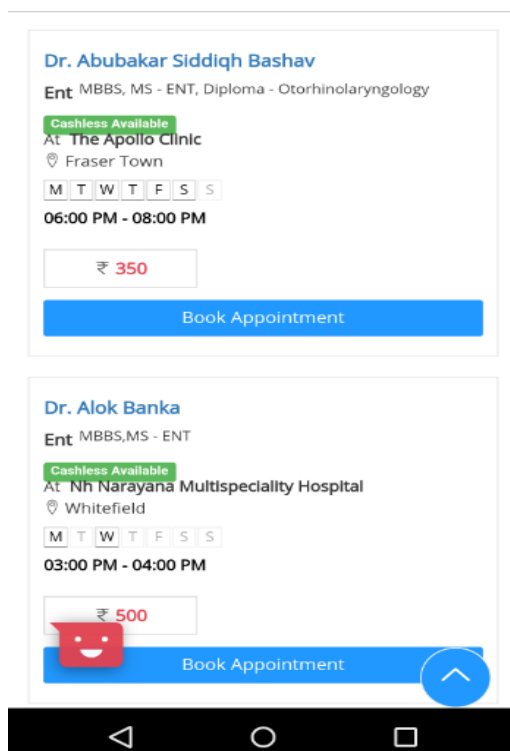 Dr. Abubakar Siddiqh Bashav
Ent MBBS, MS - ENT, Diploma - Otorhinolaryngology
Cashless Available
At The Apollo Clinic
Fraser Town
M T W T F S S
06:00 PM - 08:00 PM
₹ 350
Book Appointment
Dr. Alok Banka
Ent MBBS,MS - ENT
Cashless Available
At Nh Narayana Multispeciality Hospital
Whitefield
M T W T F S S
03:00 PM - 04:00 PM
₹ 500
Book Appointment